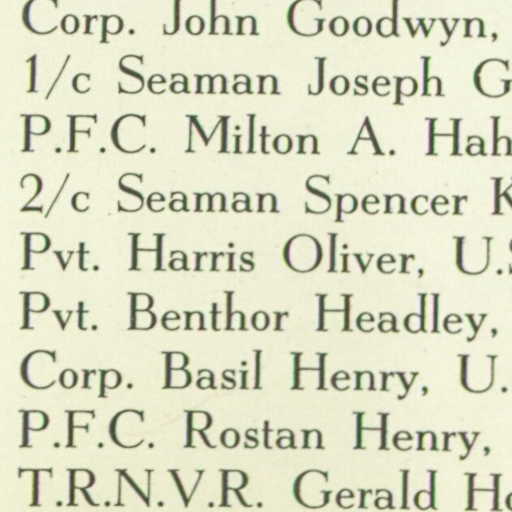 Corp. John Goodwyn,
1/c Seaman Joseph G
P.F.C. Milton A. Hah
2/c Seaman Spencer K
Pvt. Harris Oliver, U.S
Pvt. Benthor Headley,
Corp. Basil Henry, U.
P.F.C. Rostan Henry,
T.R.N.V.R. Gerald Ho